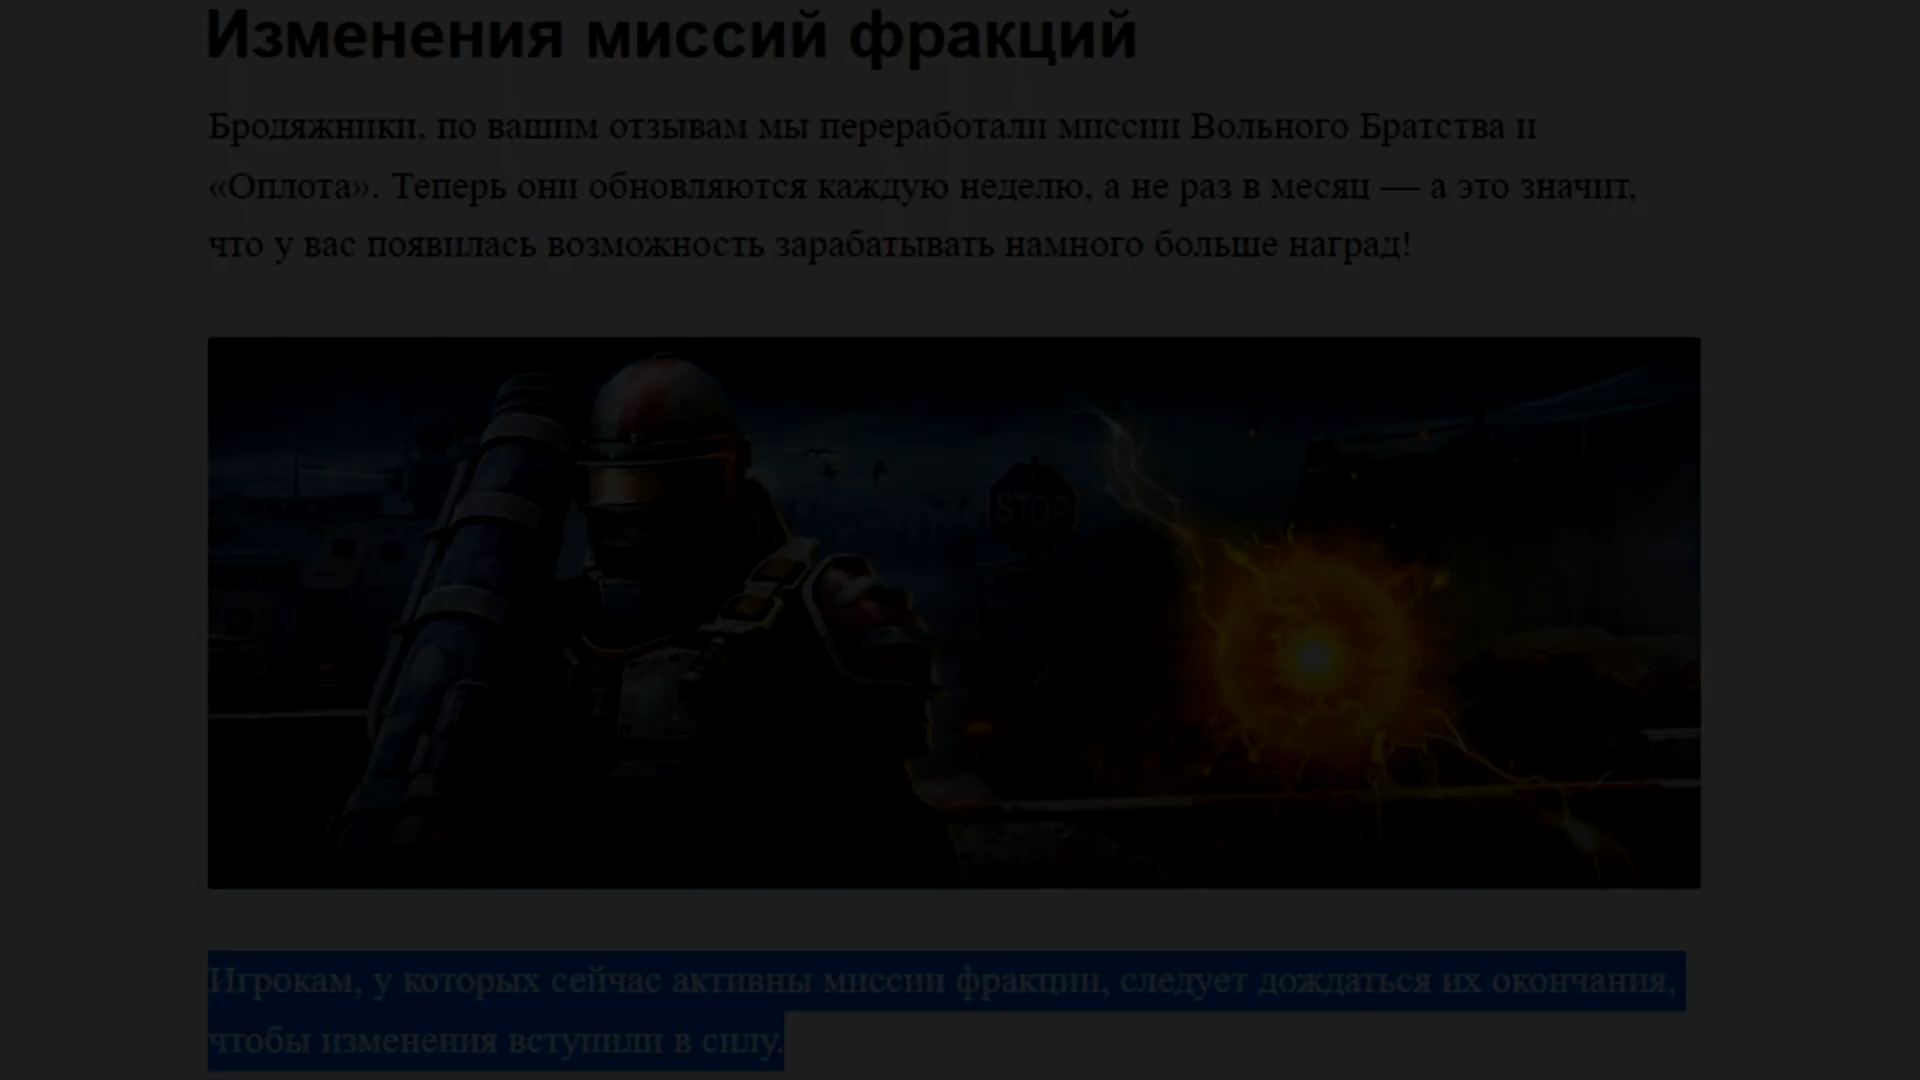 Изменения миссий фракций
Бродяжники, по вашим отзывам мы переработали миссии Вольного Братства и
«Оплота». Теперь они обновляются каждую неделю, а не раз в месяц — а это значит,
что у вас появилась возможность зарабатывать намного больше наград!
STOP
Игрокам, у которых сейчас активны миссии фракции, следует дождаться их окончания,
чтобы изменения вступили в силу.